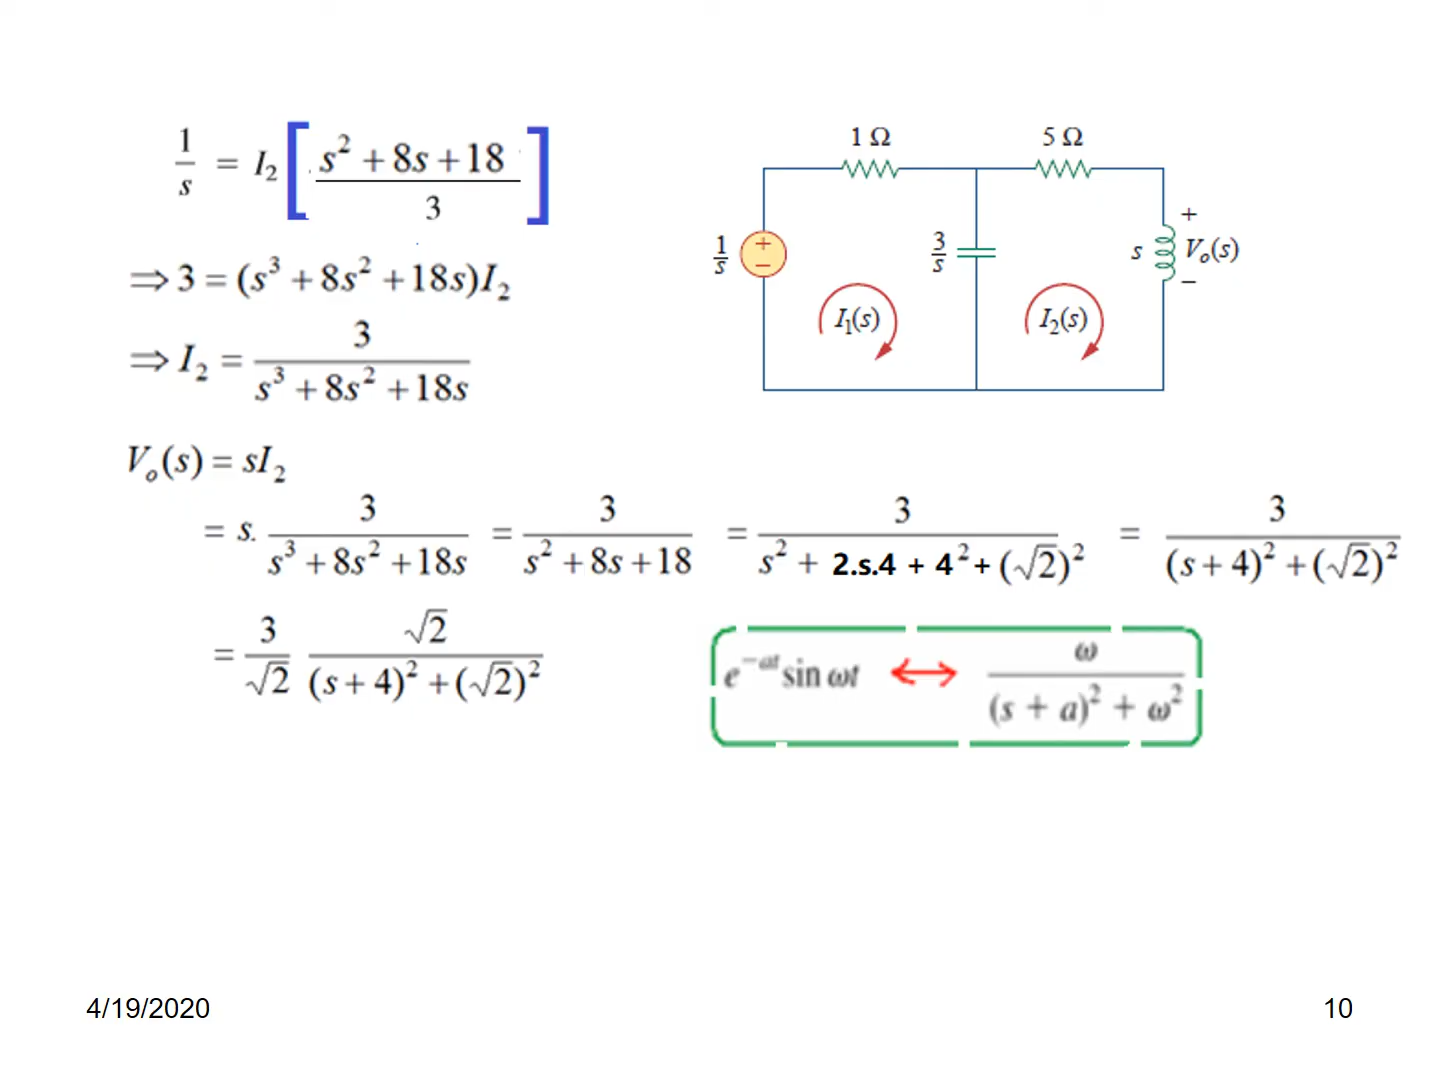 1/s = I₂ [ (s² + 8s + 18) / 3 ]
⇒ 3 = (s³ + 8s² + 18s)I₂
⇒ I₂ = 3 / (s³ + 8s² + 18s)
1 Ω 5 Ω
1/s + − 3/s s + Vₒ(s) −
I₁(s) I₂(s)
Vₒ(s) = sI₂
= s. 3 / (s³ + 8s² + 18s) = 3 / (s² + 8s + 18) = 3 / (s² + 2.s.4 + 4² + (√2)²) = 3 / ((s + 4)² + (√2)²)
= 3/√2 √2 / ((s + 4)² + (√2)²)
e⁻ᵃᵗ sin ωt ↔ ω / ((s + a)² + ω²)
4/19/2020
10